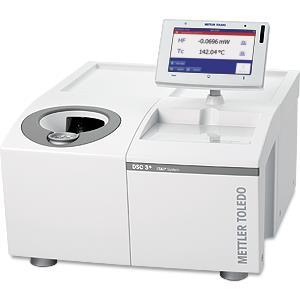 METTLER TOLEDO
HF
-0.0696 mW
Tc
142.04 °C
DSC 3+
STARe System
METTLER TOLEDO